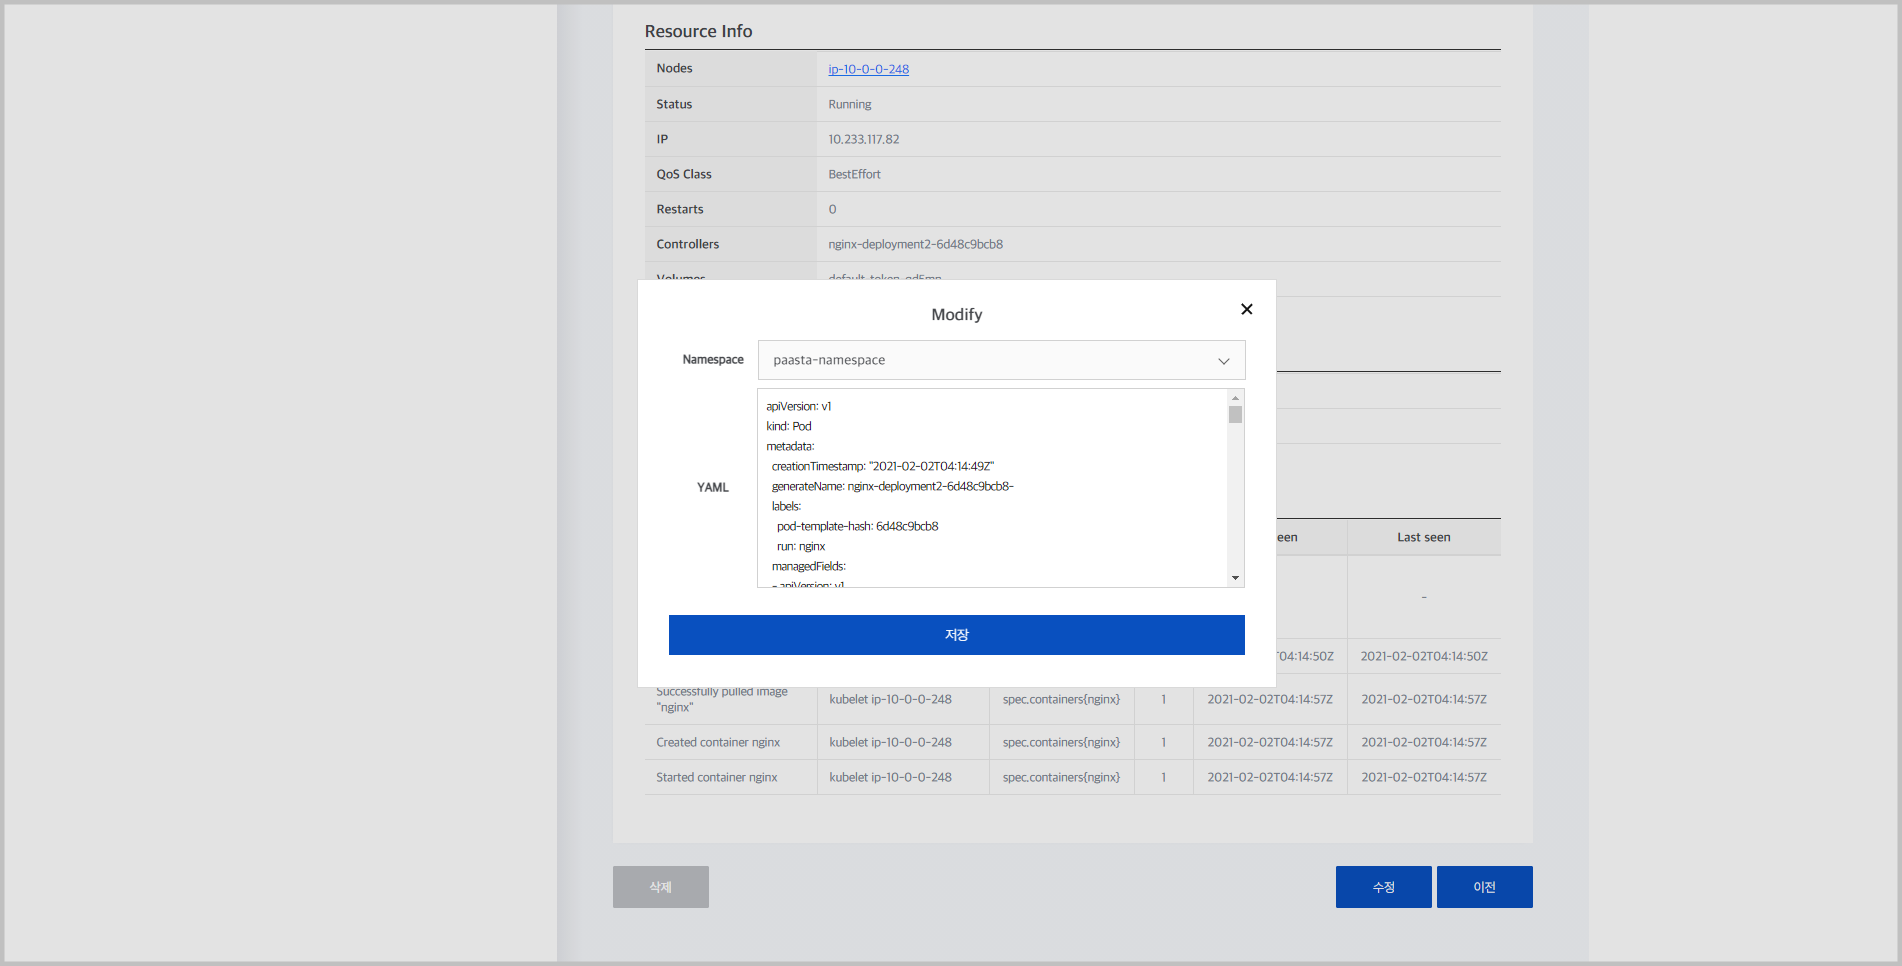 Resource Info
Nodes ip-10-0-0-248
Status Running
IP 10.233.117.82
QoS Class BestEffort
Restarts 0
Controllers nginx-deployment2-6d48c9bcb8
Volumes
Modify
Namespace paasta-namespace
YAML
apiVersion: v1
kind: Pod
metadata:
creationTimestamp: "2021-02-02T04:14:49Z"
generateName: nginx-deployment2-6d48c9bcb8-
labels:
pod-template-hash: 6d48c9bcb8
run: nginx
managedFields:
- apiVersion: v1
저장
een Last seen
-
T04:14:50Z 2021-02-02T04:14:50Z
Successfully pulled image
"nginx" kubelet ip-10-0-0-248 spec.containers{nginx} 1 2021-02-02T04:14:57Z 2021-02-02T04:14:57Z
Created container nginx kubelet ip-10-0-0-248 spec.containers{nginx} 1 2021-02-02T04:14:57Z 2021-02-02T04:14:57Z
Started container nginx kubelet ip-10-0-0-248 spec.containers{nginx} 1 2021-02-02T04:14:57Z 2021-02-02T04:14:57Z
삭제 수정 이전